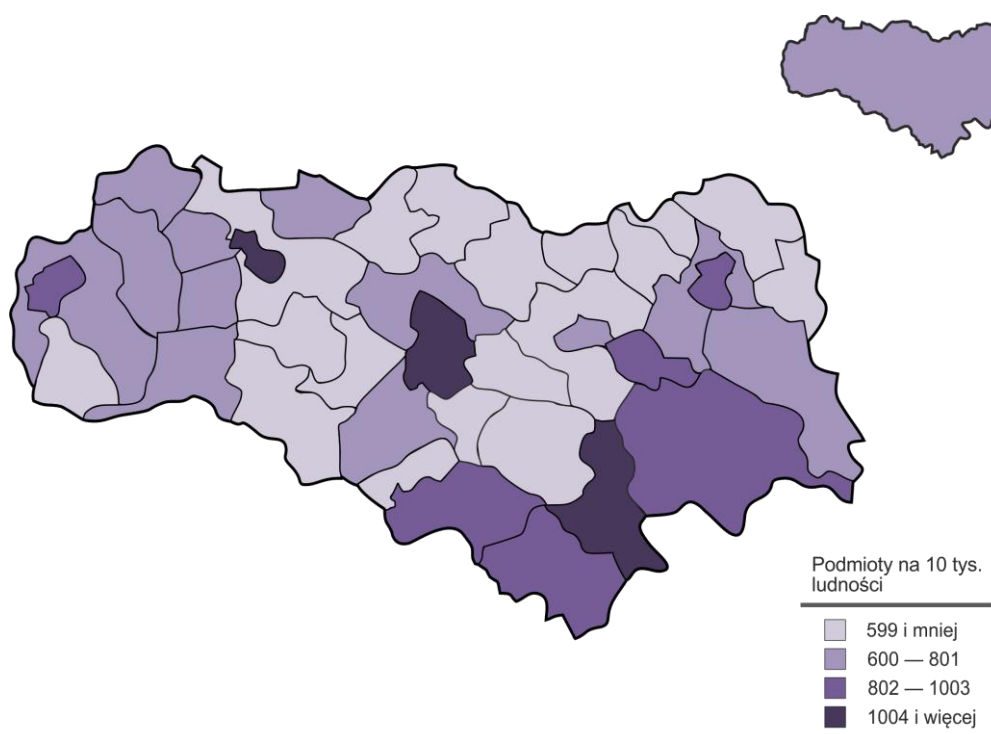 Podmioty na 10 tys.
ludności
599 i mniej
600 — 801
802 — 1003
1004 i więcej